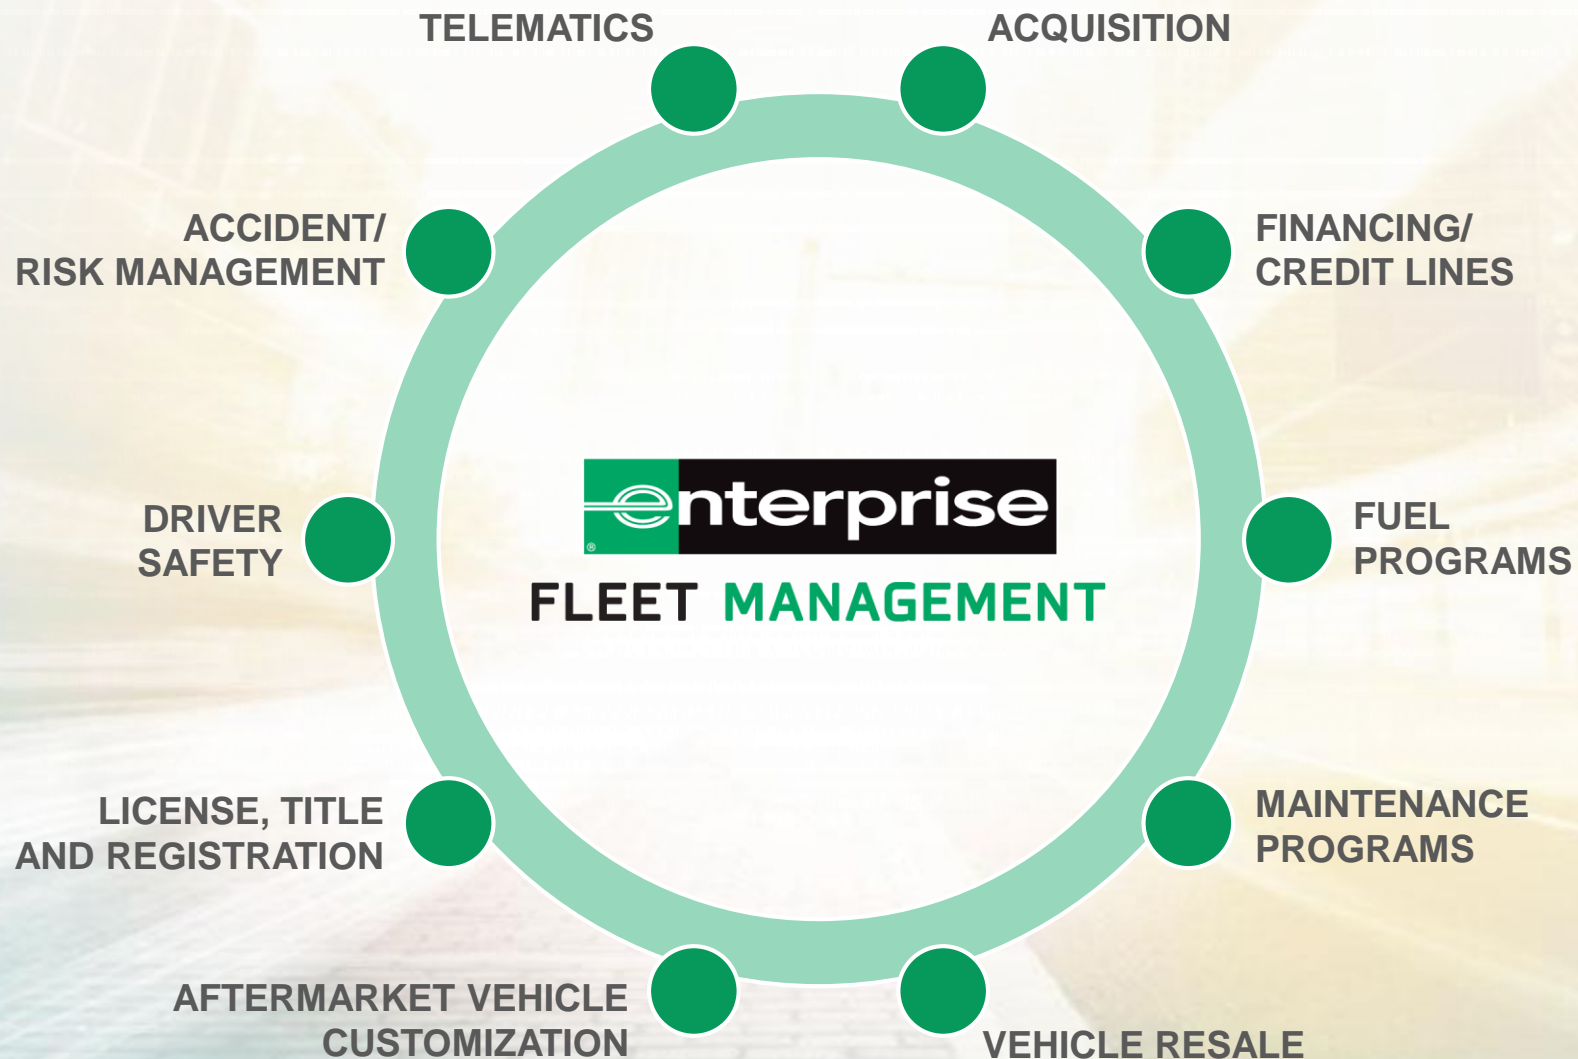 TELEMATICS
ACQUISITION
ACCIDENT/
RISK MANAGEMENT
FINANCING/
CREDIT LINES
enterprise
®
FLEET MANAGEMENT
DRIVER
SAFETY
FUEL
PROGRAMS
LICENSE, TITLE
AND REGISTRATION
MAINTENANCE
PROGRAMS
AFTERMARKET VEHICLE
CUSTOMIZATION
VEHICLE RESALE